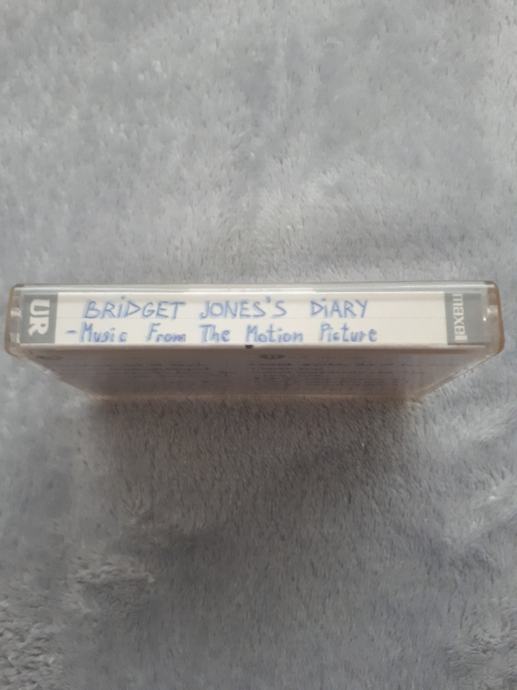 UR
BRiDGET JONES'S DiARY
- Music From The Motion Picture
maxell